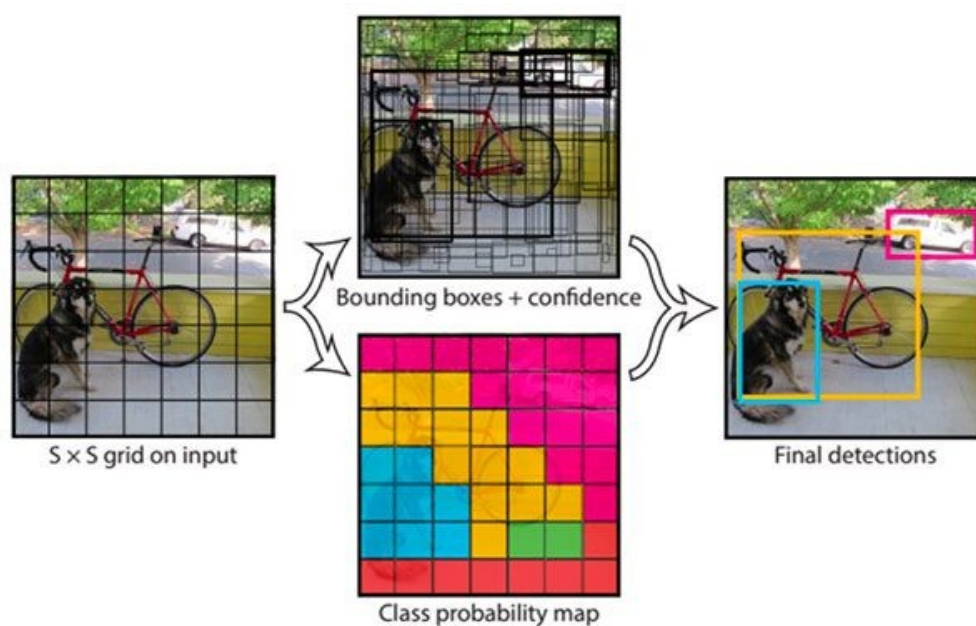 Bounding boxes + confidence
S × S grid on input
Final detections
Class probability map